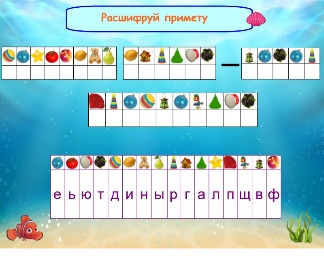 Расшифруй примету
е ь ю т д и н ы р г а л п щ в ф